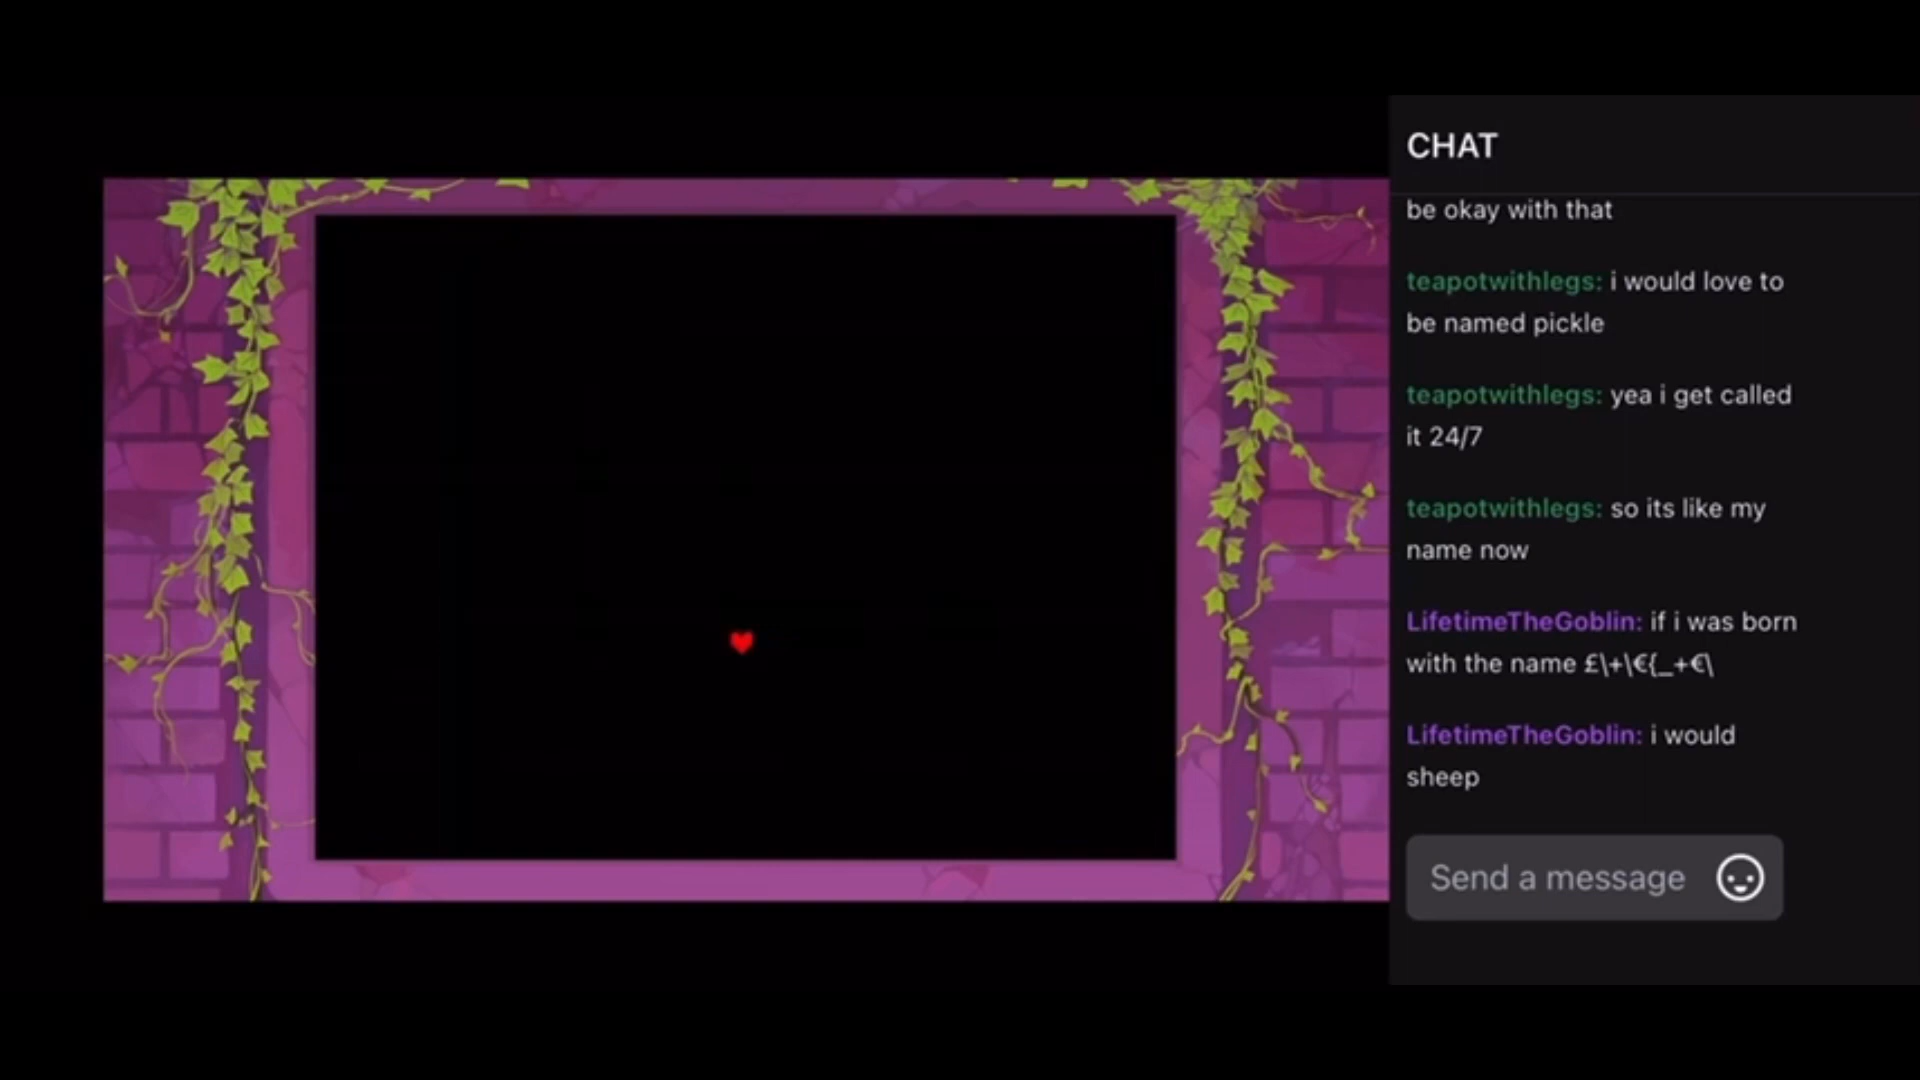 CHAT
be okay with that
teapotwithlegs: i would love to
be named pickle
teapotwithlegs: yea i get called
it 24/7
teapotwithlegs: so its like my
name now
LifetimeTheGoblin: if i was born
with the name £\+\€{_+€\
LifetimeTheGoblin: i would
sheep
Send a message